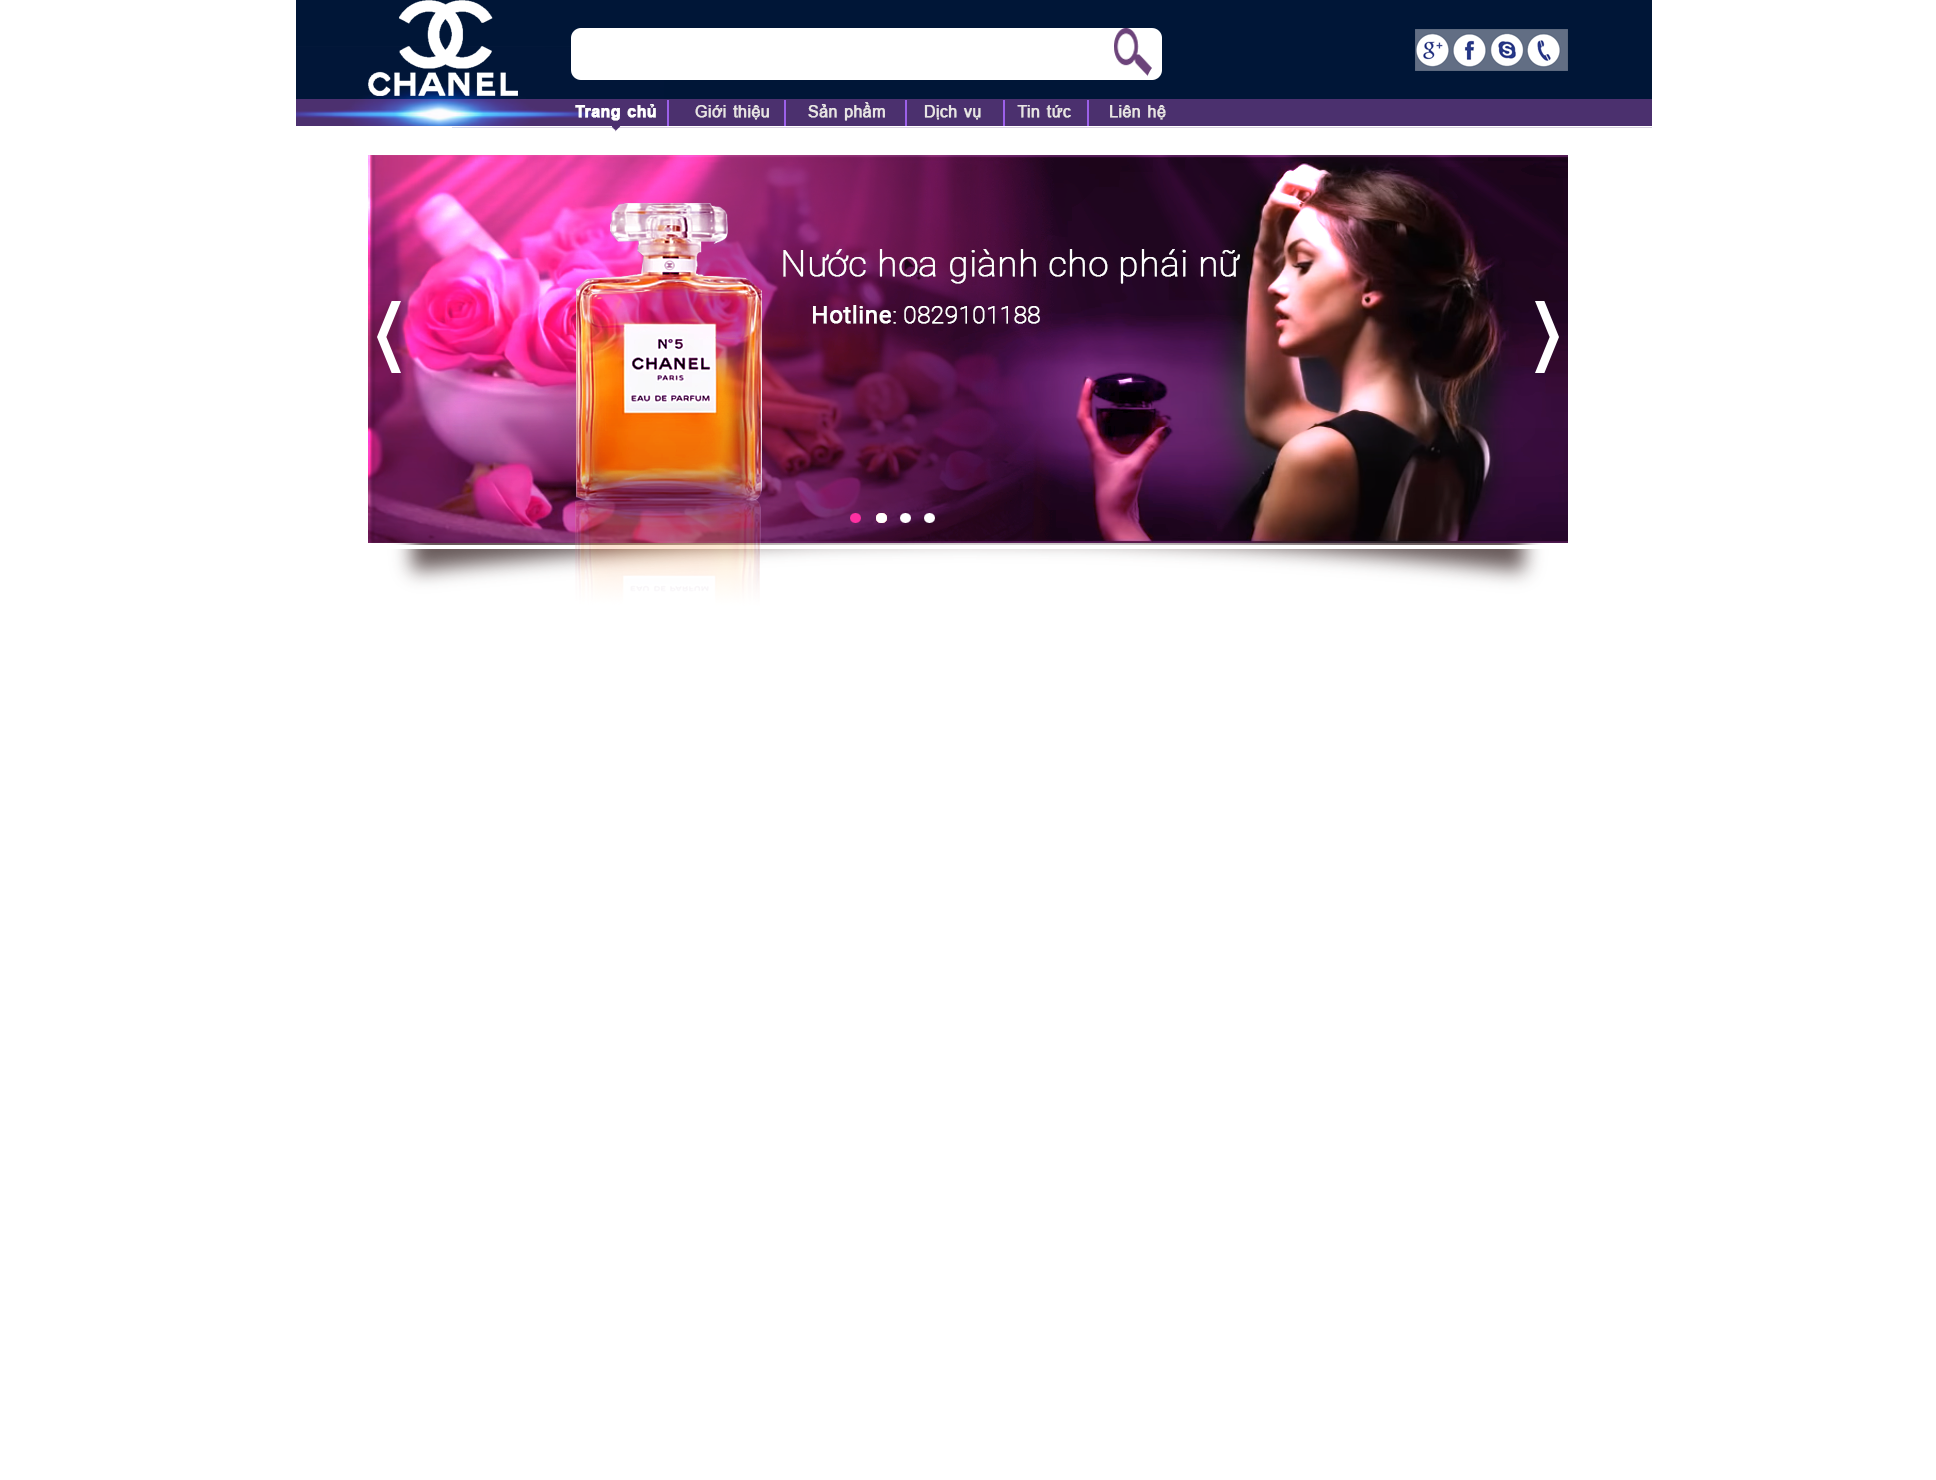 CHANEL
g+ f S
Trang chủ Giới thiệu Sản phẩm Dịch vụ Tin tức Liên hệ
Nước hoa giành cho phái nữ
Hotline: 0829101188
N°5
CHANEL
PARIS
EAU DE PARFUM